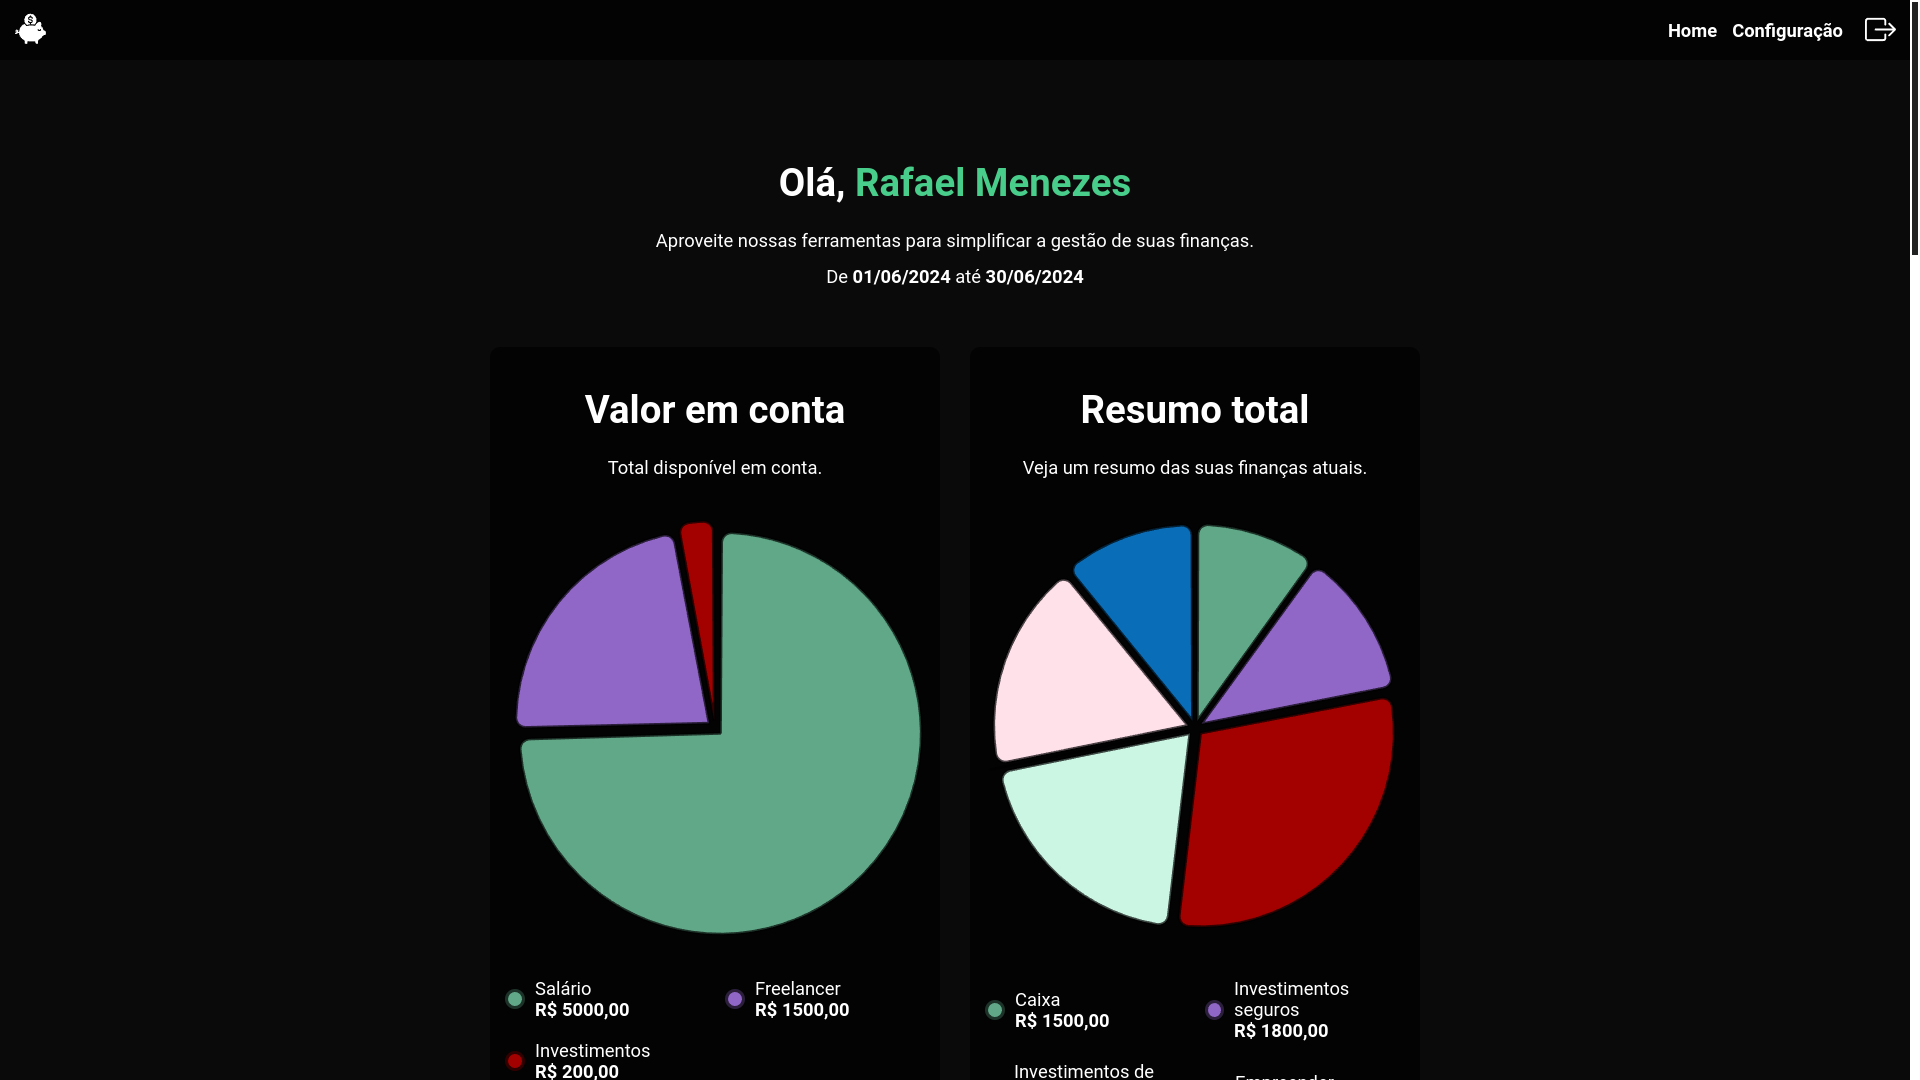 Home Configuração
Olá, Rafael Menezes
Aproveite nossas ferramentas para simplificar a gestão de suas finanças.
De 01/06/2024 até 30/06/2024
Valor em conta
Total disponível em conta.
Salário
R$ 5000,00
Freelancer
R$ 1500,00
Investimentos
R$ 200,00
Resumo total
Veja um resumo das suas finanças atuais.
Caixa
R$ 1500,00
Investimentos
seguros
R$ 1800,00
Investimentos de